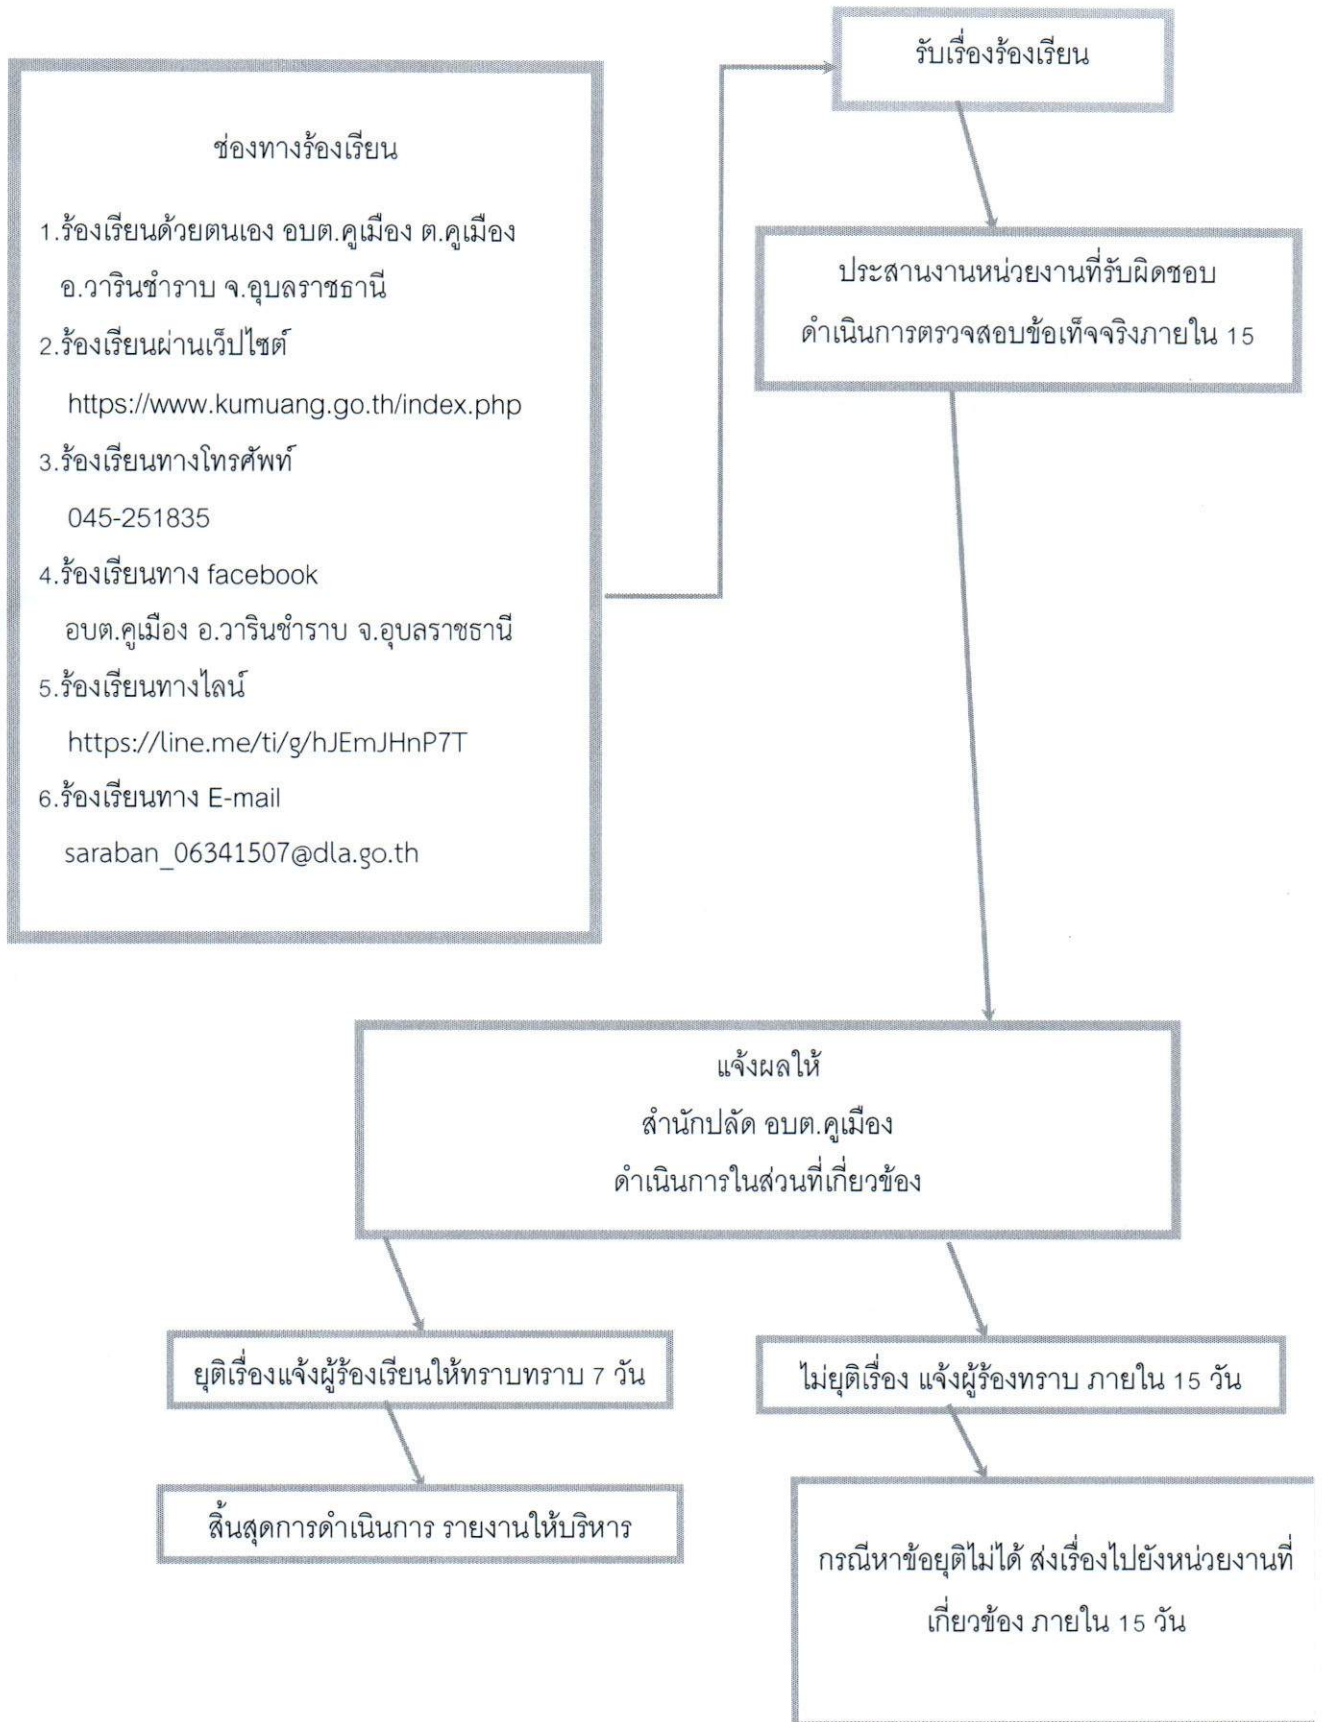 รับเรื่องร้องเรียน
ช่องทางร้องเรียน
1.ร้องเรียนด้วยตนเอง อบต.คูเมือง ต.คูเมือง
อ.วารินชำราบ จ.อุบลราชธานี
2.ร้องเรียนผ่านเว็ปไซต์
https://www.kumuang.go.th/index.php
3.ร้องเรียนทางโทรศัพท์
045-251835
4.ร้องเรียนทาง facebook
อบต.คูเมือง อ.วารินชำราบ จ.อุบลราชธานี
5.ร้องเรียนทางไลน์
https://line.me/ti/g/hJEmJHnP7T
6.ร้องเรียนทาง E-mail
saraban_06341507@dla.go.th
ประสานงานหน่วยงานที่รับผิดชอบ
ดำเนินการตรวจสอบข้อเท็จจริงภายใน 15
แจ้งผลให้
สำนักปลัด อบต.คูเมือง
ดำเนินการในส่วนที่เกี่ยวข้อง
ยุติเรื่องแจ้งผู้ร้องเรียนให้ทราบทราบ 7 วัน
ไม่ยุติเรื่อง แจ้งผู้ร้องทราบ ภายใน 15 วัน
สิ้นสุดการดำเนินการ รายงานให้บริหาร
กรณีหาข้อยุติไม่ได้ ส่งเรื่องไปยังหน่วยงานที่
เกี่ยวข้อง ภายใน 15 วัน